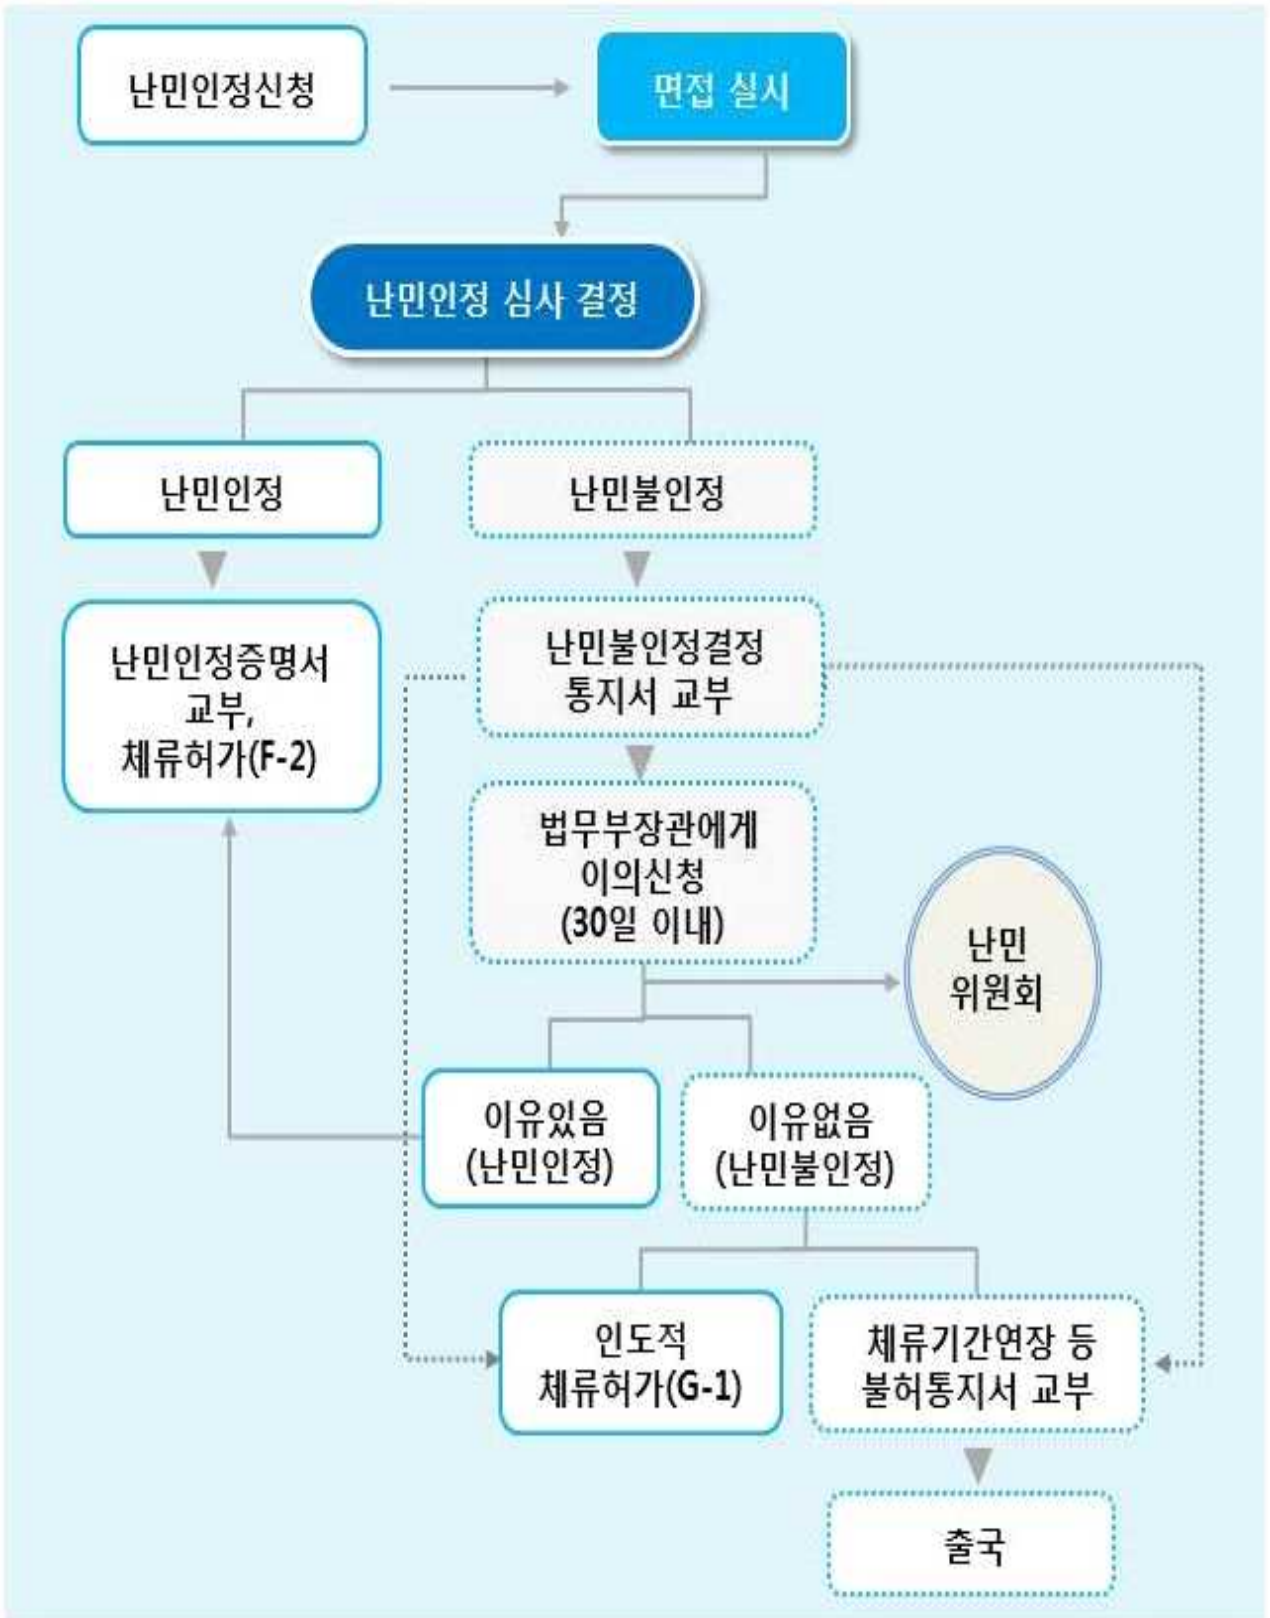 난민인정신청
면접 실시
난민인정 심사 결정
난민인정
난민불인정
난민인정증명서
교부,
체류허가(F-2)
난민불인정결정
통지서 교부
법무부장관에게
이의신청
(30일 이내)
난민
위원회
이유있음
(난민인정)
이유없음
(난민불인정)
인도적
체류허가(G-1)
체류기간연장 등
불허통지서 교부
출국